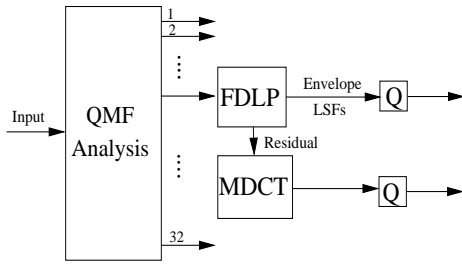 1
2
FDLP
Envelope
LSFs
Q
Input
QMF
Analysis
Residual
MDCT
Q
32